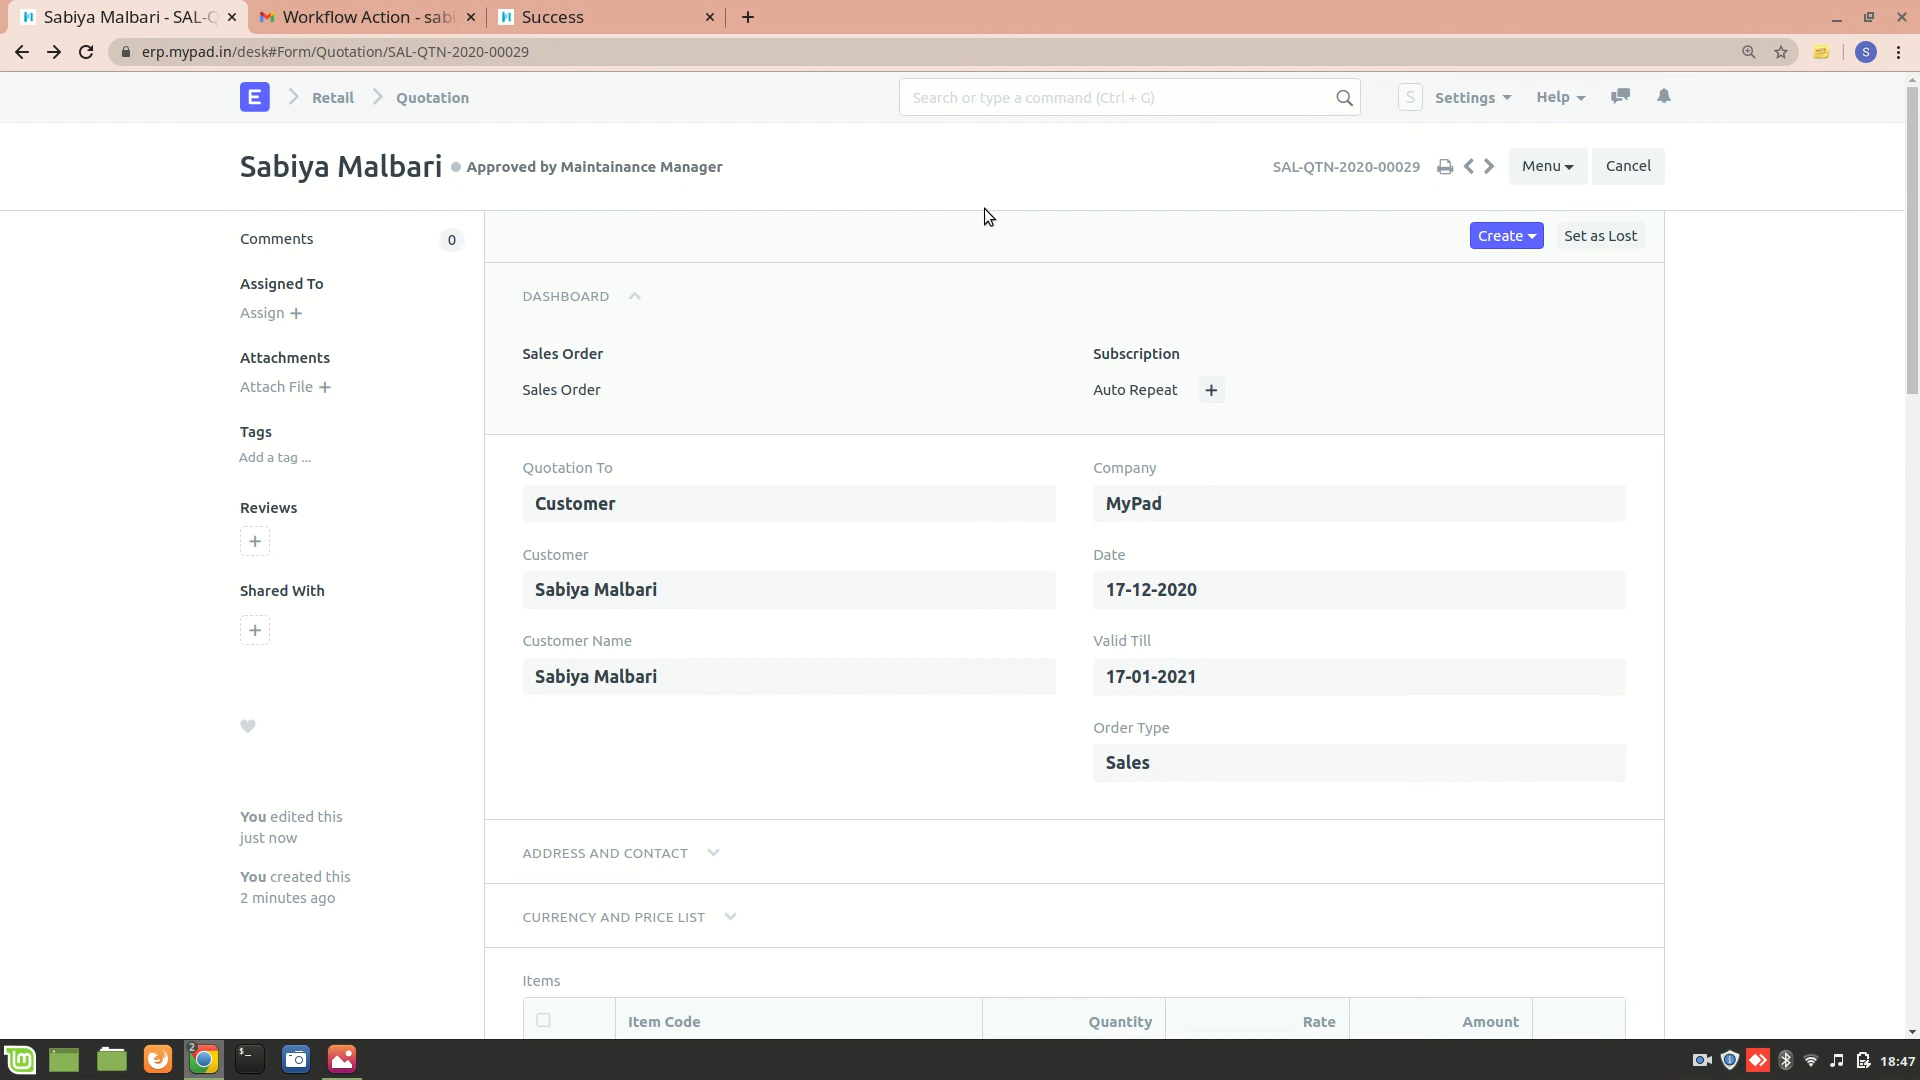 Sabiya Malbari - SAL-Q
Workflow Action - sabi
Success
erp.mypad.in/desk#Form/Quotation/SAL-QTN-2020-00029
S
E
Retail
Quotation
Search or type a command (Ctrl + G)
S
Settings
Help
Sabiya Malbari
Approved by Maintainance Manager
SAL-QTN-2020-00029
Menu
Cancel
Comments
0
Create
Set as Lost
Assigned To
Assign +
DASHBOARD
Attachments
Attach File +
Sales Order
Subscription
Sales Order
Auto Repeat
+
Tags
Add a tag ...
Quotation To
Company
Customer
MyPad
Reviews
+
Customer
Date
Sabiya Malbari
17-12-2020
Shared With
+
Customer Name
Valid Till
Sabiya Malbari
17-01-2021
Order Type
Sales
You edited this
just now
ADDRESS AND CONTACT
You created this
2 minutes ago
CURRENCY AND PRICE LIST
Items
Item Code
Quantity
Rate
Amount
2
18:47